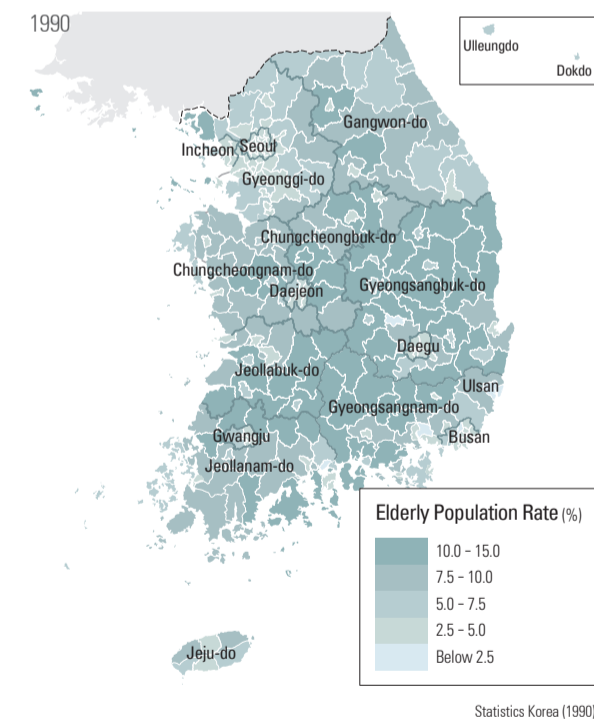 1990
Ulleungdo
Dokdo
Gangwon-do
Incheon
Seoul
Gyeonggi-do
Chungcheongbuk-do
Chungcheongnam-do
Daejeon
Gyeongsangbuk-do
Daegu
Jeollabuk-do
Ulsan
Gyeongsangnam-do
Gwangju
Busan
Jeollanam-do
Elderly Population Rate (%)
10.0 - 15.0
7.5 - 10.0
5.0 - 7.5
2.5 - 5.0
Below 2.5
Jeju-do
Statistics Korea (1990)